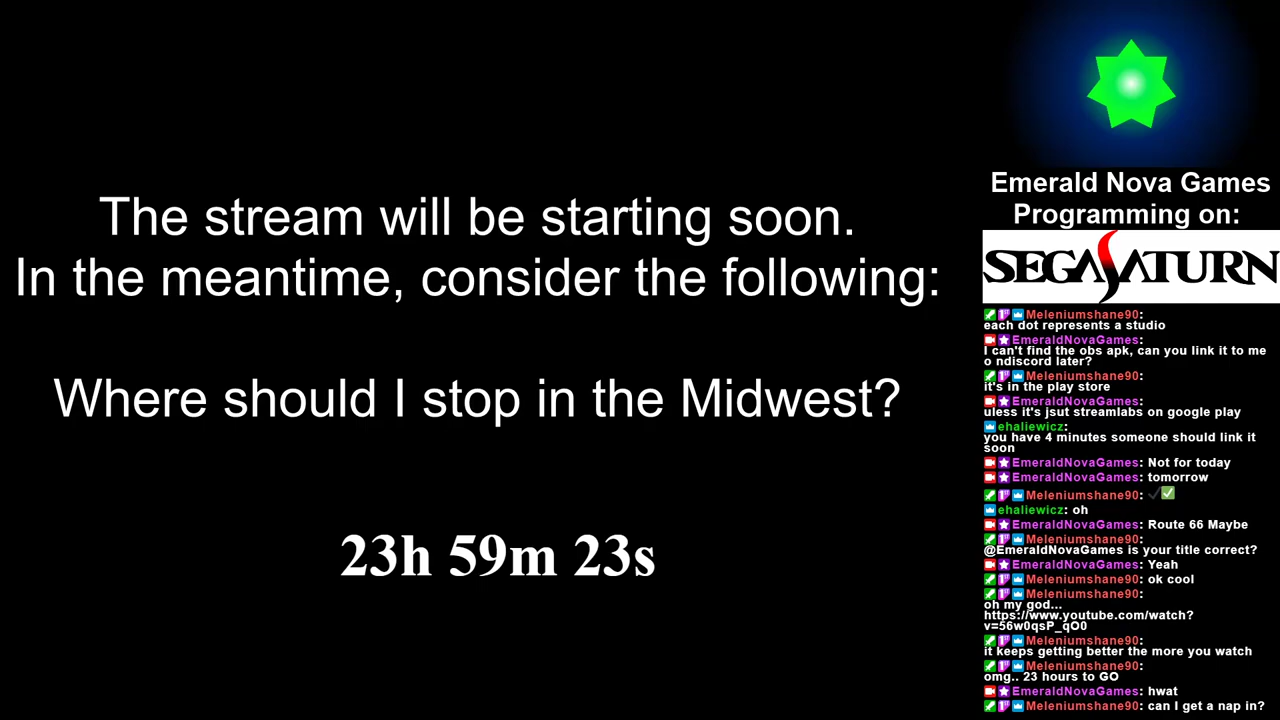 The stream will be starting soon.
In the meantime, consider the following:
Where should I stop in the Midwest?
23h 59m 23s
Emerald Nova Games
Programming on:
SEGA SATURN
Meleniumshane90:
each dot represents a studio
EmeraldNovaGames:
I can't find the obs apk, can you link it to me
o ndiscord later?
Meleniumshane90:
it's in the play store
EmeraldNovaGames:
uless it's jsut streamlabs on google play
ehaliewicz:
you have 4 minutes someone should link it
soon
EmeraldNovaGames: Not for today
EmeraldNovaGames: tomorrow
Meleniumshane90: ✔✅
ehaliewicz: oh
EmeraldNovaGames: Route 66 Maybe
Meleniumshane90:
@EmeraldNovaGames is your title correct?
EmeraldNovaGames: Yeah
Meleniumshane90: ok cool
Meleniumshane90:
oh my god...
https://www.youtube.com/watch?
v=56w0qsP_qO0
Meleniumshane90:
it keeps getting better the more you watch
Meleniumshane90:
omg.. 23 hours to GO
EmeraldNovaGames: hwat
Meleniumshane90: can I get a nap in?